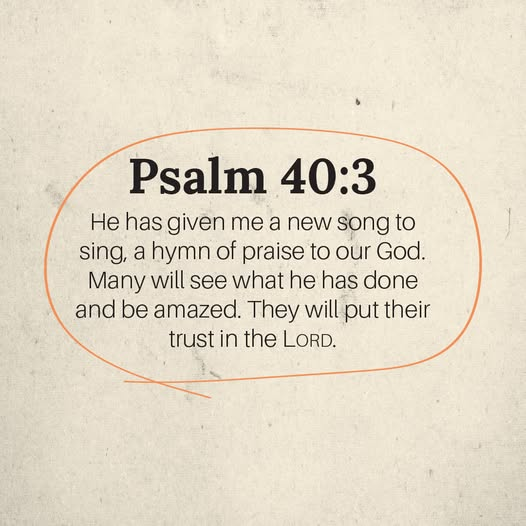 Psalm 40:3
He has given me a new song to
sing, a hymn of praise to our God.
Many will see what he has done
and be amazed. They will put their
trust in the LORD.